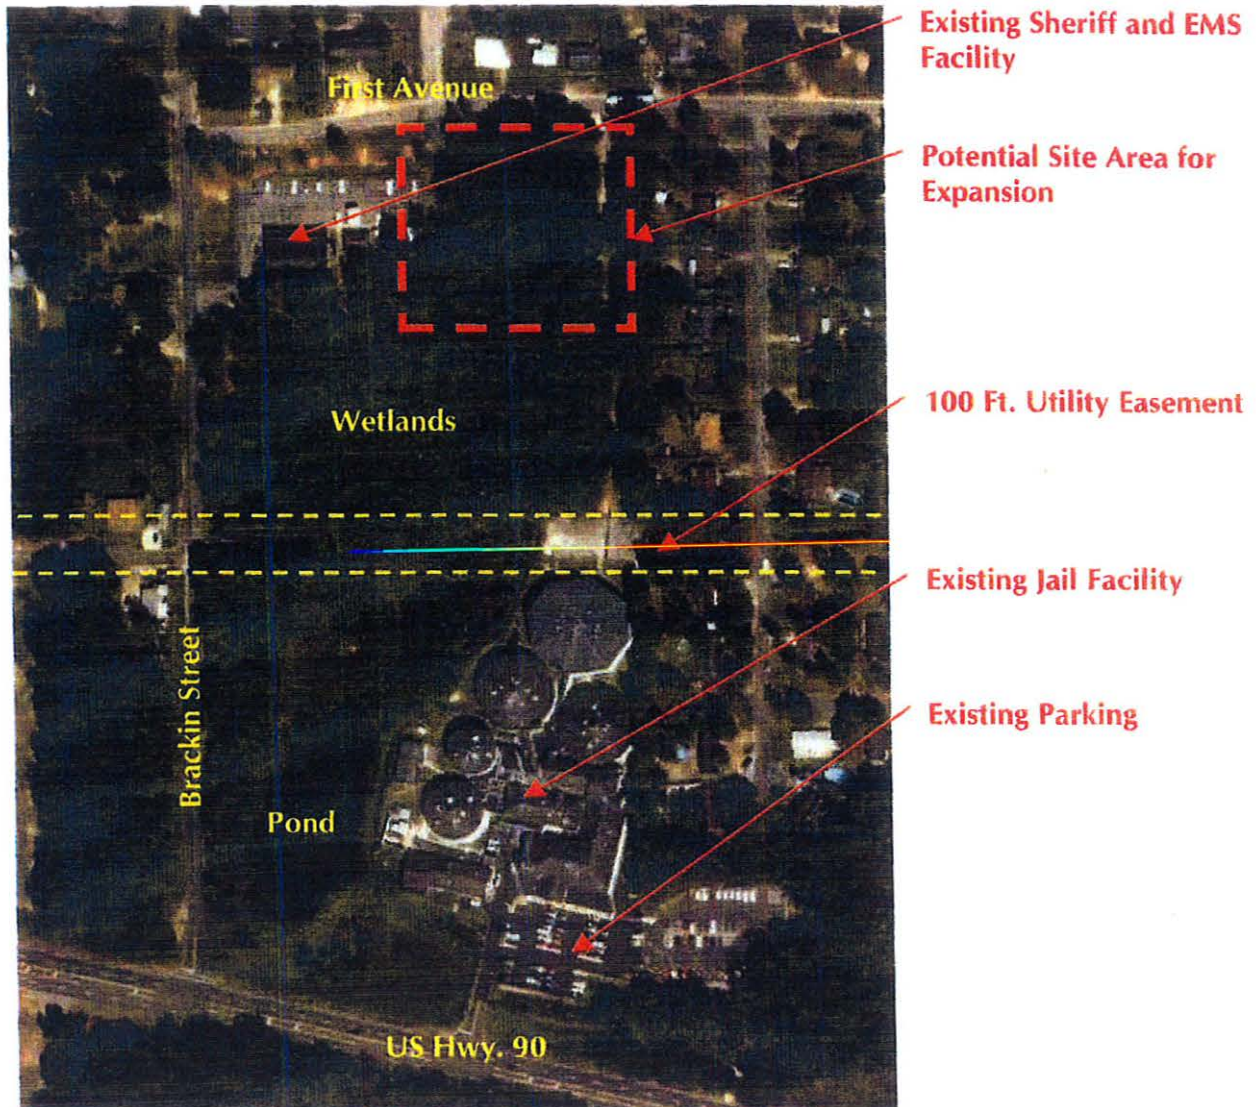 Existing Sheriff and EMS
Facility
First Avenue
Potential Site Area for
Expansion
100 Ft. Utility Easement
Wetlands
Existing Jail Facility
Brackin Street
Existing Parking
Pond
US Hwy. 90